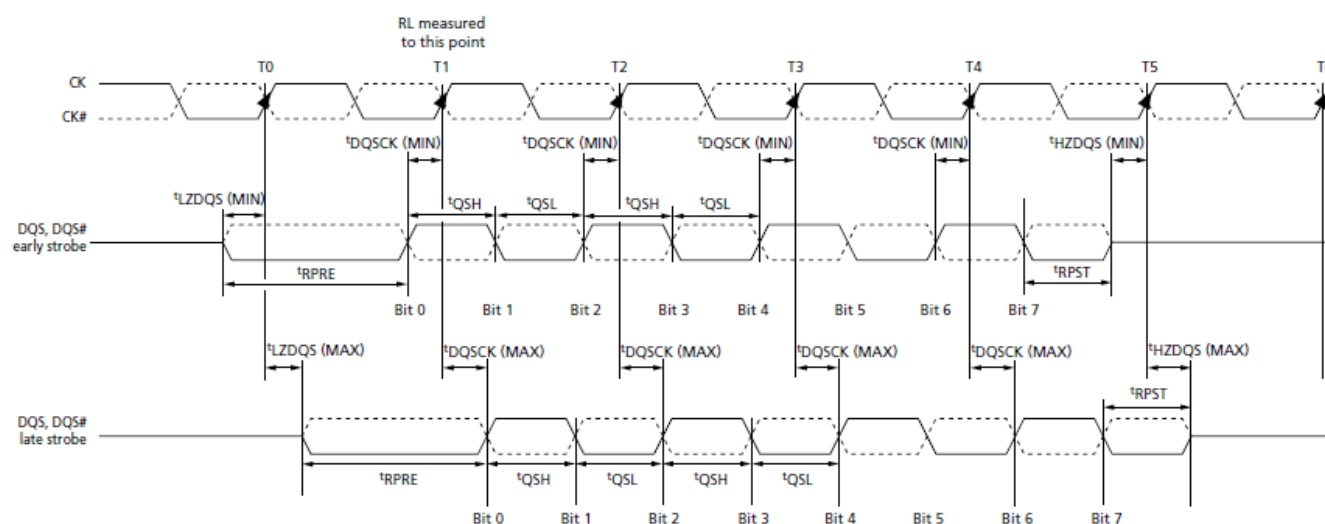 RL measured
to this point
T0 T1 T2 T3 T4 T5 T
CK
CK#
tDQSCK (MIN) tDQSCK (MIN) tDQSCK (MIN) tDQSCK (MIN) tHZDQS (MIN)
tLZDQS (MIN)
tQSH tQSL tQSH tQSL
DQS, DQS#
early strobe
tRPRE tRPST
Bit 0 Bit 1 Bit 2 Bit 3 Bit 4 Bit 5 Bit 6 Bit 7
tLZDQS (MAX) tDQSCK (MAX) tDQSCK (MAX) tDQSCK (MAX) tDQSCK (MAX) tHZDQS (MAX)
tRPST
DQS, DQS#
late strobe
tRPRE tQSH tQSL tQSH tQSL
Bit 0 Bit 1 Bit 2 Bit 3 Bit 4 Bit 5 Bit 6 Bit 7